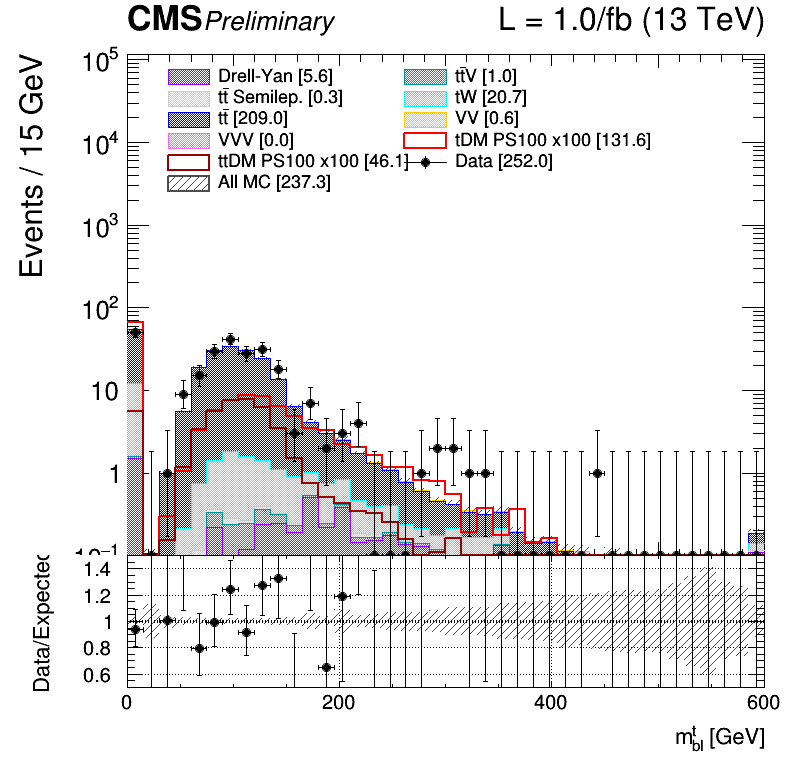 CMS Preliminary L = 1.0/fb (13 TeV)
Events / 15 GeV
10⁵
10⁴
10³
10²
10
1
10⁻¹
Drell-Yan [5.6]
tt̄V [1.0]
tt̄ Semilep. [0.3]
tW [20.7]
tt̄ [209.0]
VV [0.6]
VVV [0.0]
tDM PS100 x100 [131.6]
ttDM PS100 x100 [46.1]
Data [252.0]
All MC [237.3]
Data/Expected
1.4
1.2
1
0.8
0.6
0 200 400 600
mᵗbl [GeV]